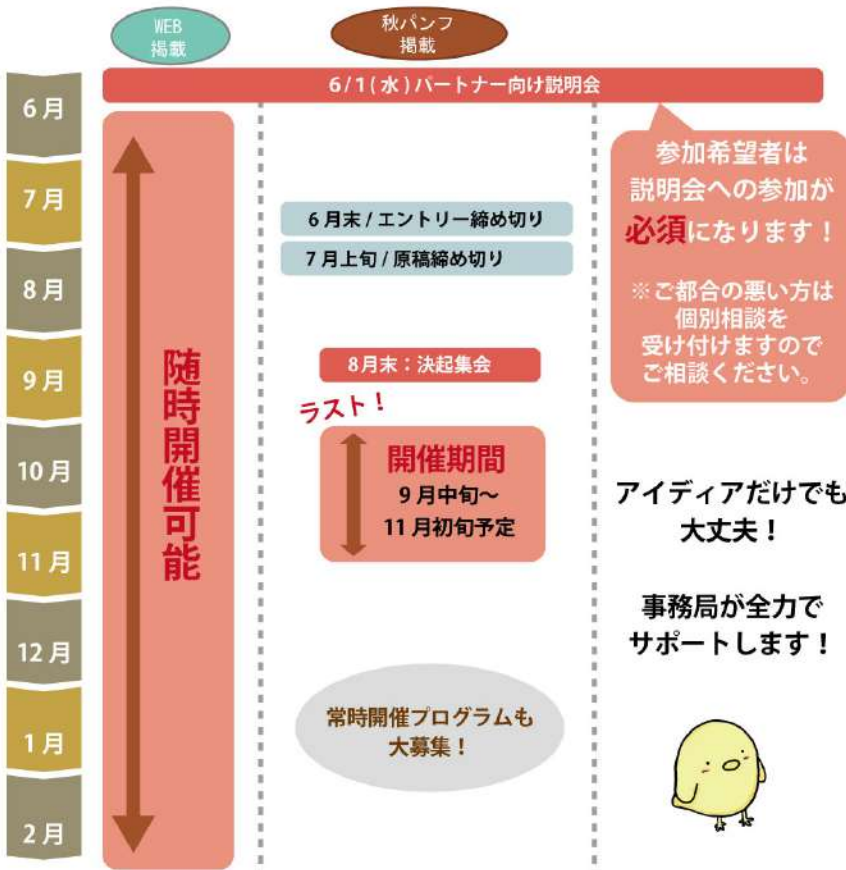 WEB
掲載
秋パンフ
掲載
6/1(水)パートナー向け説明会
6月
7月
8月
9月
10月
11月
12月
1月
2月
随時開催可能
6月末/エントリー締め切り
7月上旬/原稿締め切り
8月末：決起集会
ラスト！
開催期間
9月中旬～
11月初旬予定
常時開催プログラムも
大募集！
参加希望者は
説明会への参加が
必須になります！
※ご都合の悪い方は
個別相談を
受け付けますので
ご相談ください。
アイディアだけでも
大丈夫！
事務局が全力で
サポートします！